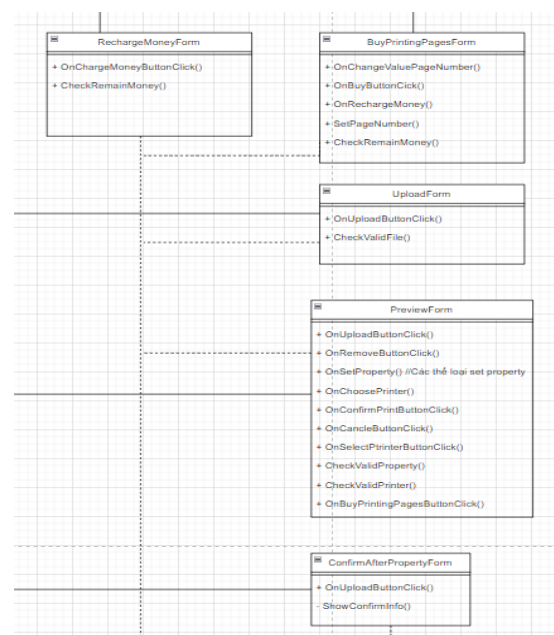 RechargeMoneyForm
+ OnChargeMoneyButtonClick()
+ CheckRemainMoney()
BuyPrintingPagesForm
+ OnChangeValuePageNumber()
+ OnBuyButtonCick()
+ OnRechargeMoney()
+ SetPageNumber()
+ CheckRemainMoney()
UploadForm
+ OnUploadButtonClick()
+ CheckValidFile()
PreviewForm
+ OnUploadButtonClick()
+ OnRemoveButtonClick()
+ OnSetProperty() //Các thể loại set property
+ OnChoosePrinter()
+ OnConfirmPrintButtonClick()
+ OnCancleButtonClick()
+ OnSelectPtrinterButtonClick()
+ CheckValidProperty()
+ CheckValidPrinter()
+ OnBuyPrintingPagesButtonClick()
ConfirmAfterPropertyForm
+ OnUploadButtonClick()
- ShowConfirmInfo()